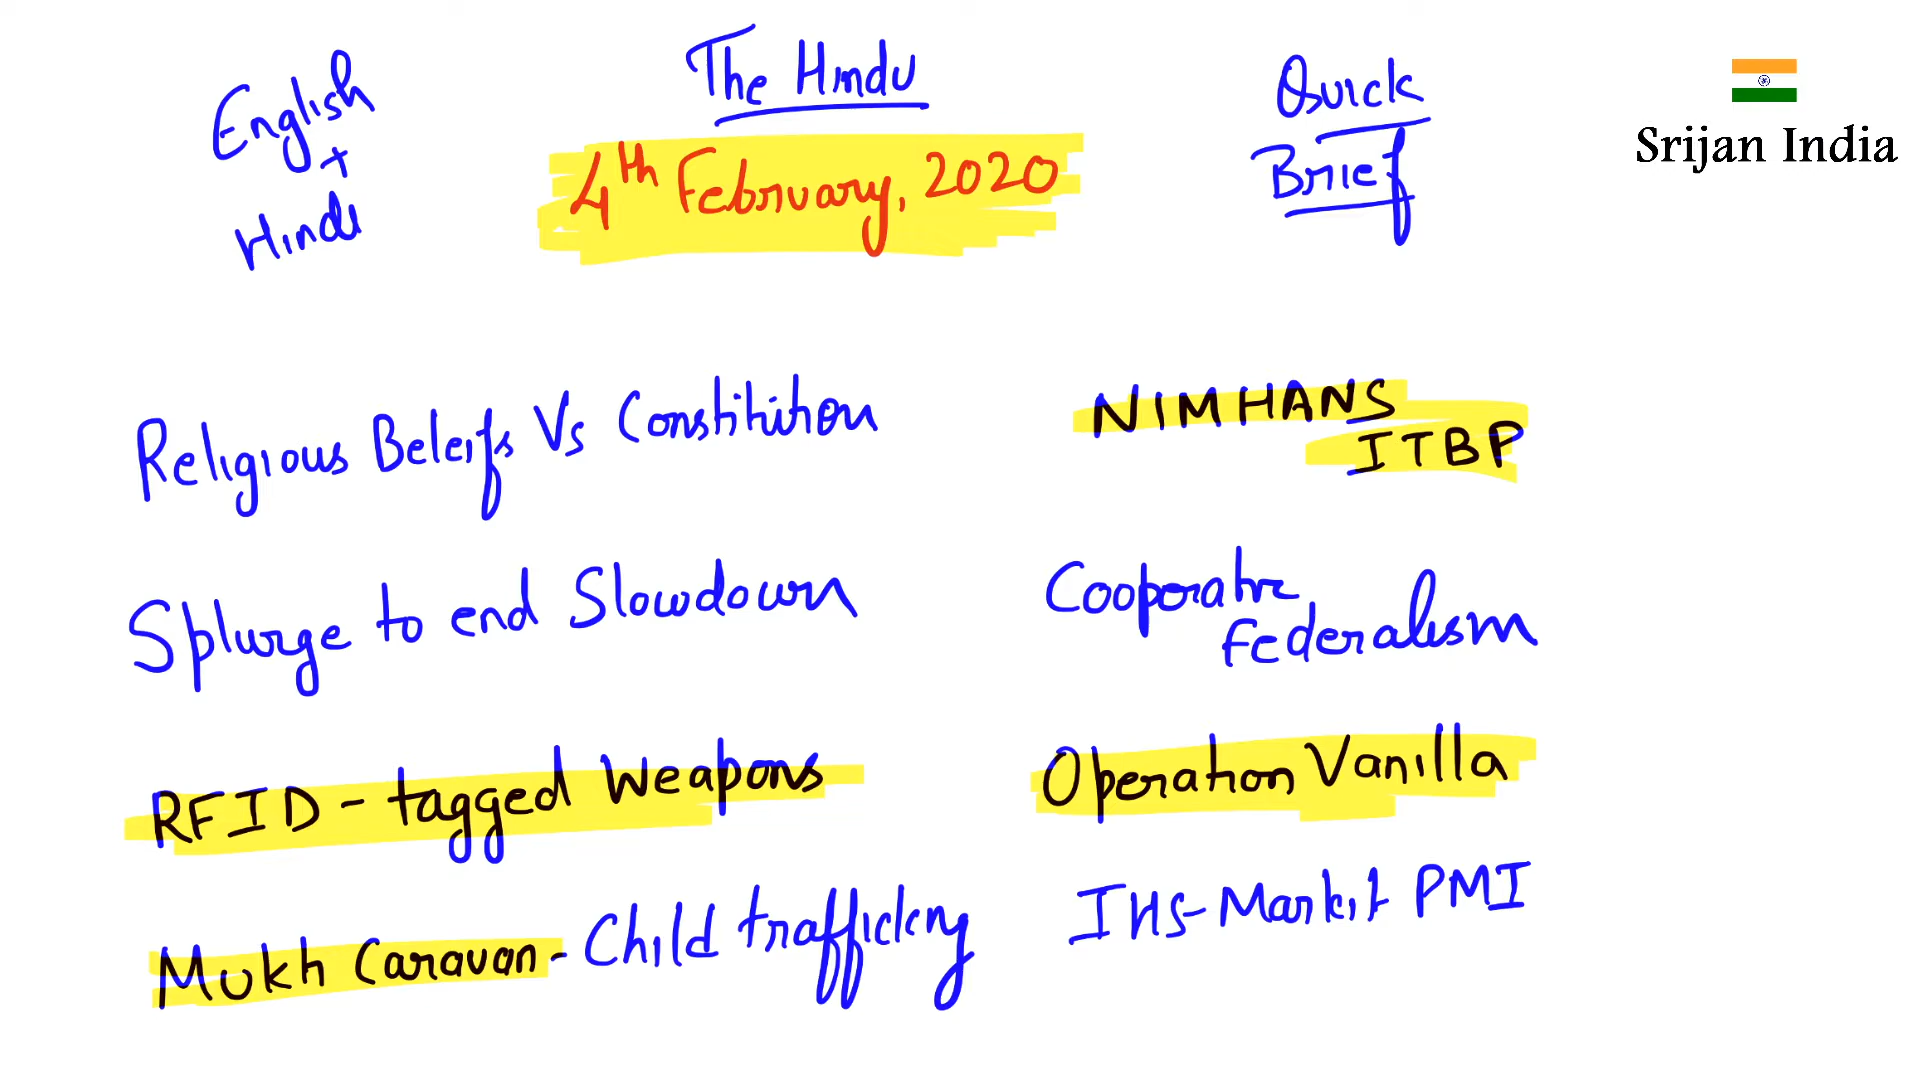 English
+
Hindi
The Hindu
4th February, 2020
Quick
Brief
Srijan India
Religious Beleifs Vs Constitution
NIMHANS
ITBP
Splurge to end Slowdown
Cooperative
Federalism
RFID-tagged Weapons
Operation Vanilla
Mukh Caravan - Child trafficking
IHS-Markit PMI